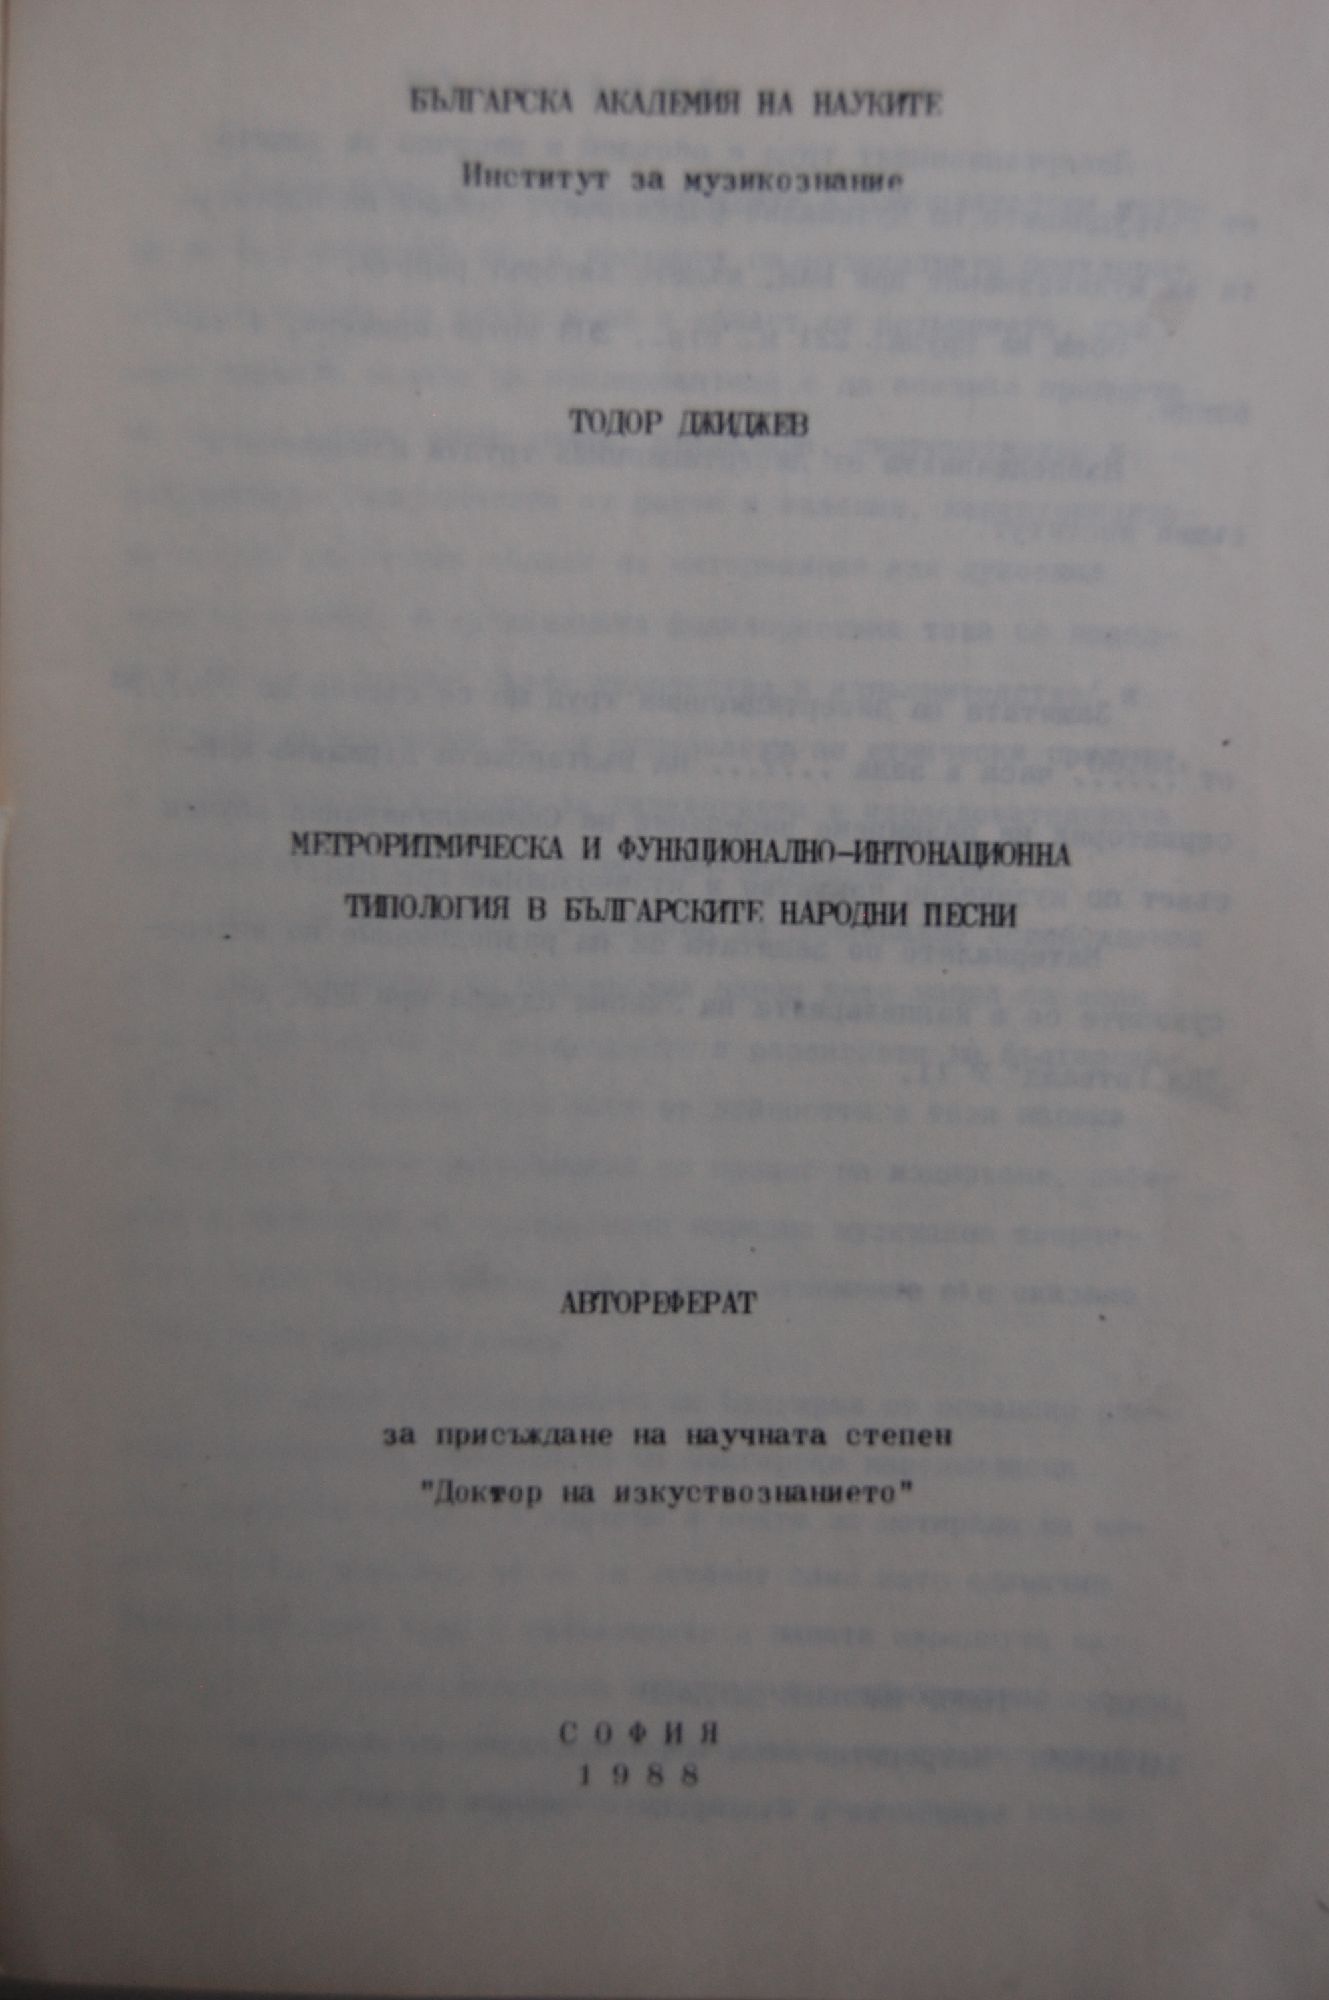 БЪЛГАРСКА АКАДЕМИЯ НА НАУКИТЕ
Институт за музикознание
ТОДОР ДЖИДЖЕВ
МЕТРОРИТМИЧЕСКА И ФУНКЦИОНАЛНО-ИНТОНАЦИОННА
ТИПОЛОГИЯ В БЪЛГАРСКИТЕ НАРОДНИ ПЕСНИ
АВТОРЕФЕРАТ
за присъждане на научната степен
"Доктор на изкуствознанието"
С О Ф И Я
1 9 8 8